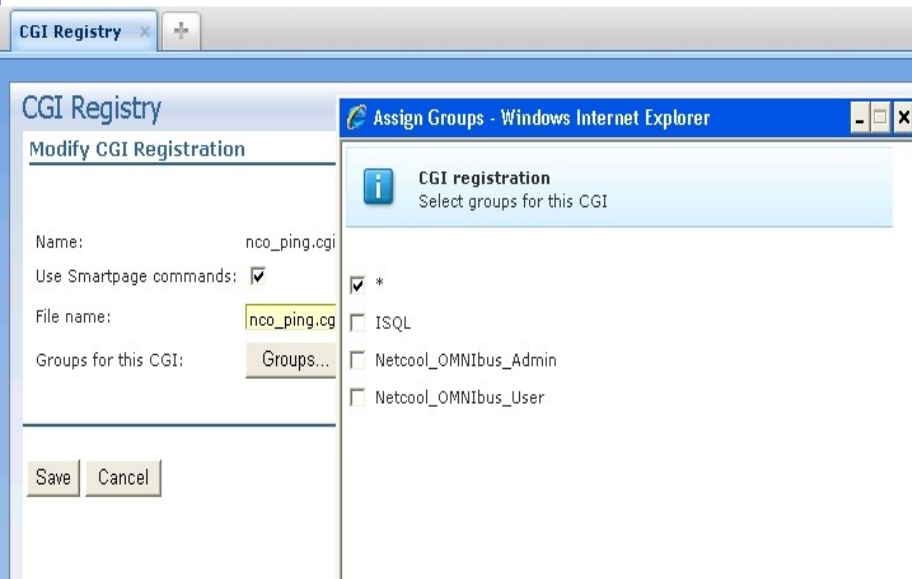 CGI Registry
CGI Registry
Modify CGI Registration
Name: nco_ping.cgi
Use Smartpage commands:
File name: nco_ping.cg
Groups for this CGI: Groups...
Save Cancel
Assign Groups - Windows Internet Explorer
CGI registration
Select groups for this CGI
*
ISQL
Netcool_OMNIbus_Admin
Netcool_OMNIbus_User